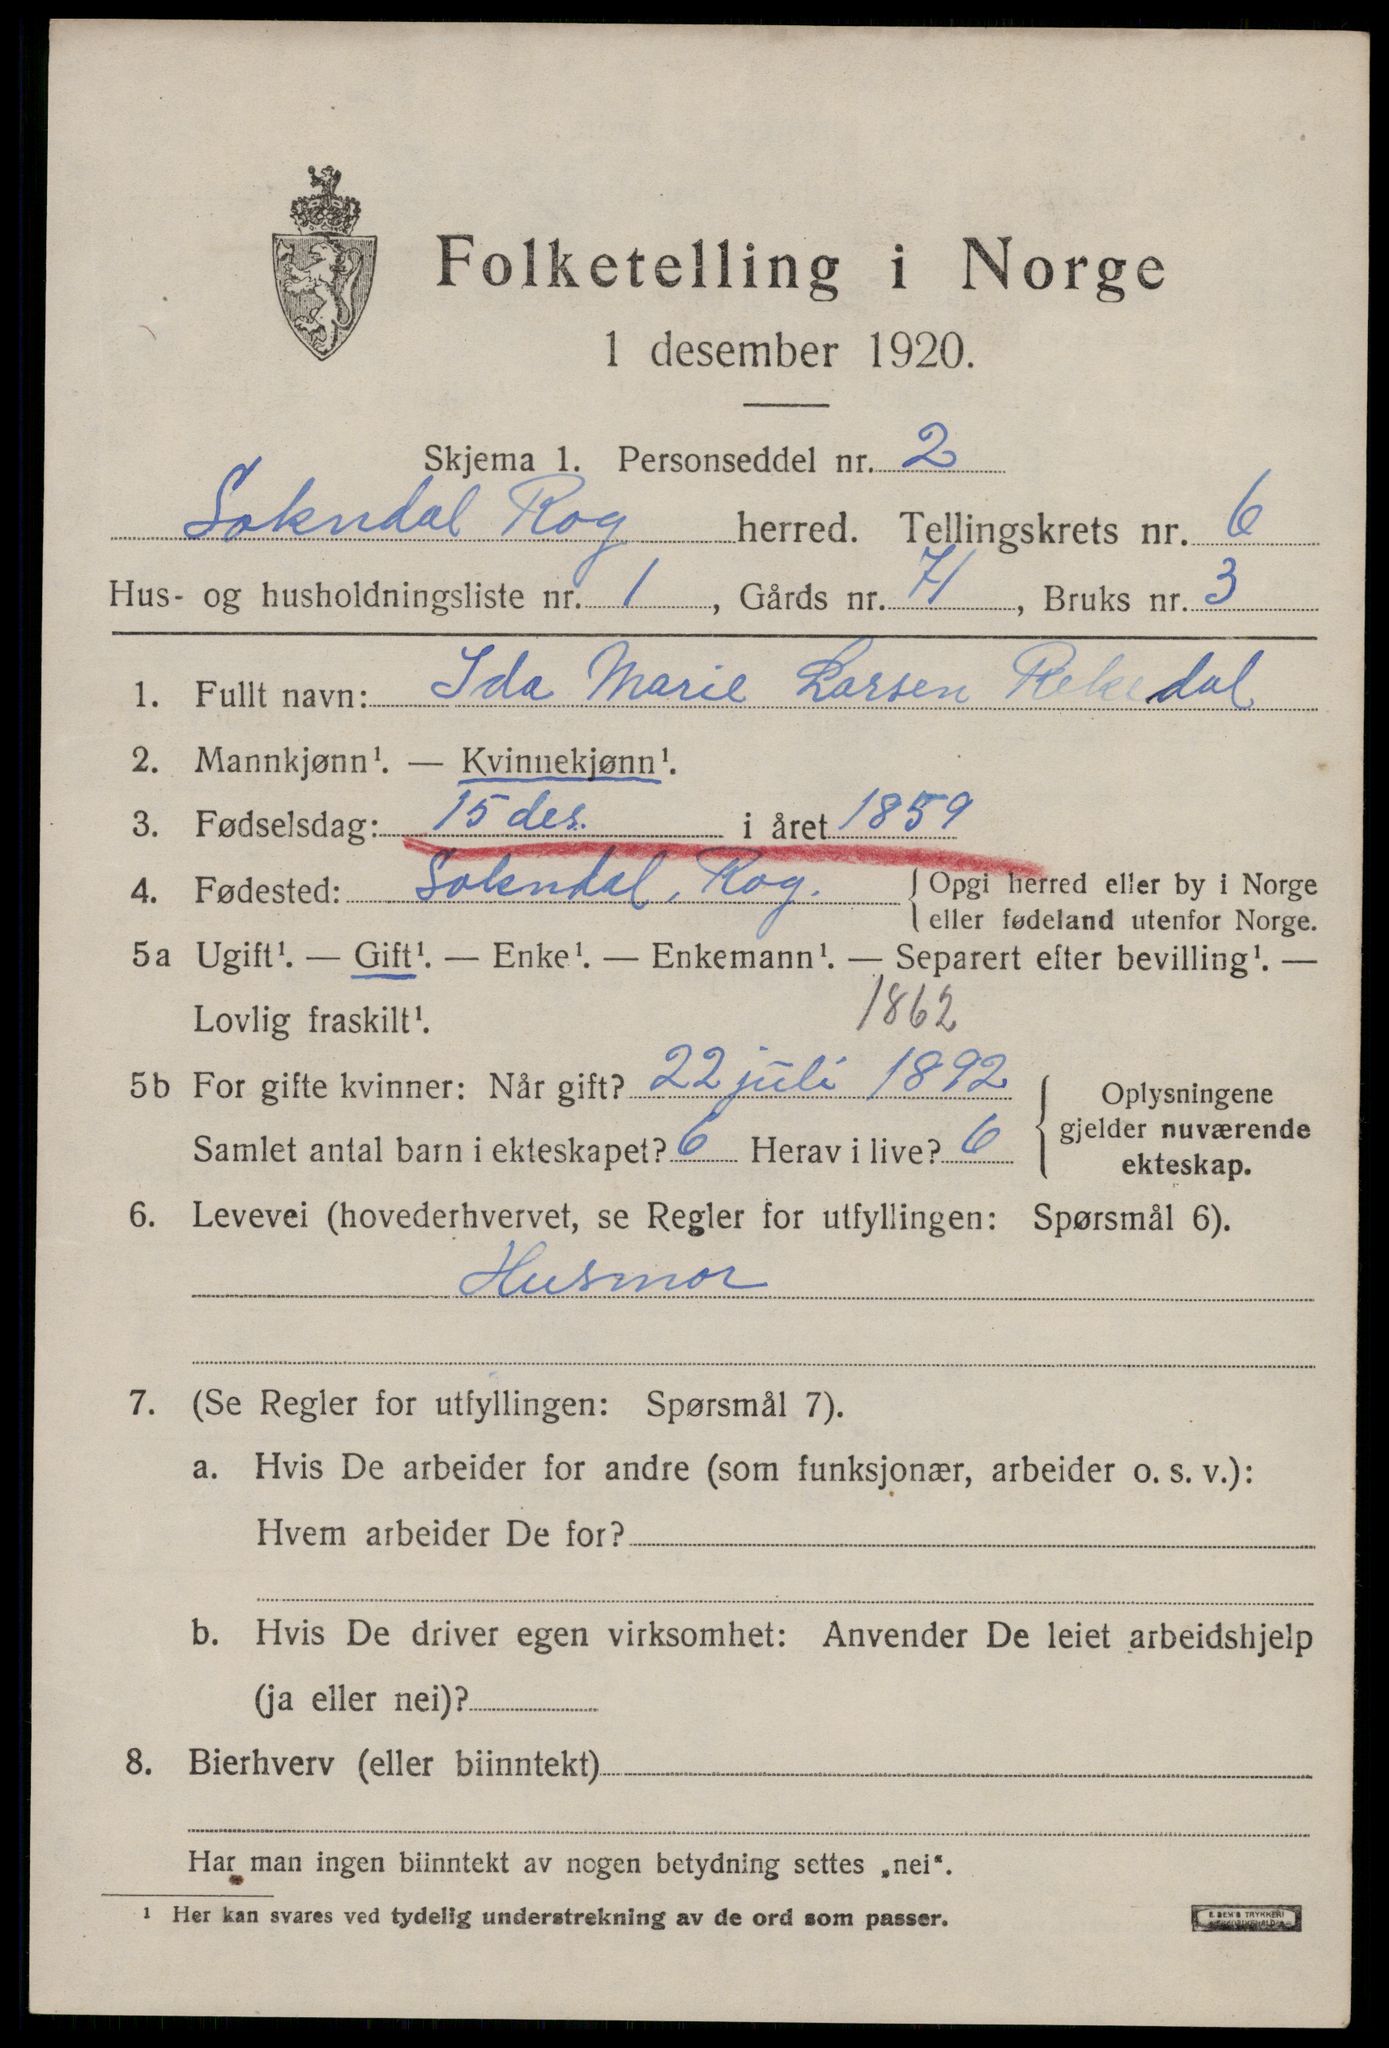 Folketelling i Norge
1 desember 1920.
Skjema 1. Personseddel nr. 2
Sokndal Rog herred. Tellingskrets nr. 6
Hus- og husholdningsliste nr. 1, Gårds nr. 71, Bruks nr. 3
1. Fullt navn: Ida Marie Larsen Rekedal
2. Mannkjønn¹. — Kvinnekjønn¹.
3. Fødselsdag: 15 des. i året 1859
4. Fødested: Sokndal, Rog. { Opgi herred eller by i Norge
eller fødeland utenfor Norge.
5a Ugift¹. — Gift¹. — Enke¹. — Enkemann¹. — Separert efter bevilling¹. —
Lovlig fraskilt¹. 1862
5b For gifte kvinner: Når gift? 22 juli 1892
Samlet antal barn i ekteskapet? 6 Herav i live? 6
{ Oplysningene
gjelder nuværende
ekteskap.
6. Levevei (hovederhvervet, se Regler for utfyllingen: Spørsmål 6).
Husmor
7. (Se Regler for utfyllingen: Spørsmål 7).
a. Hvis De arbeider for andre (som funksjonær, arbeider o. s. v.):
Hvem arbeider De for?
b. Hvis De driver egen virksomhet: Anvender De leiet arbeidshjelp
(ja eller nei)?
8. Bierhverv (eller biinntekt)
Har man ingen biinntekt av nogen betydning settes „nei“.
¹ Her kan svares ved tydelig understrekning av de ord som passer.